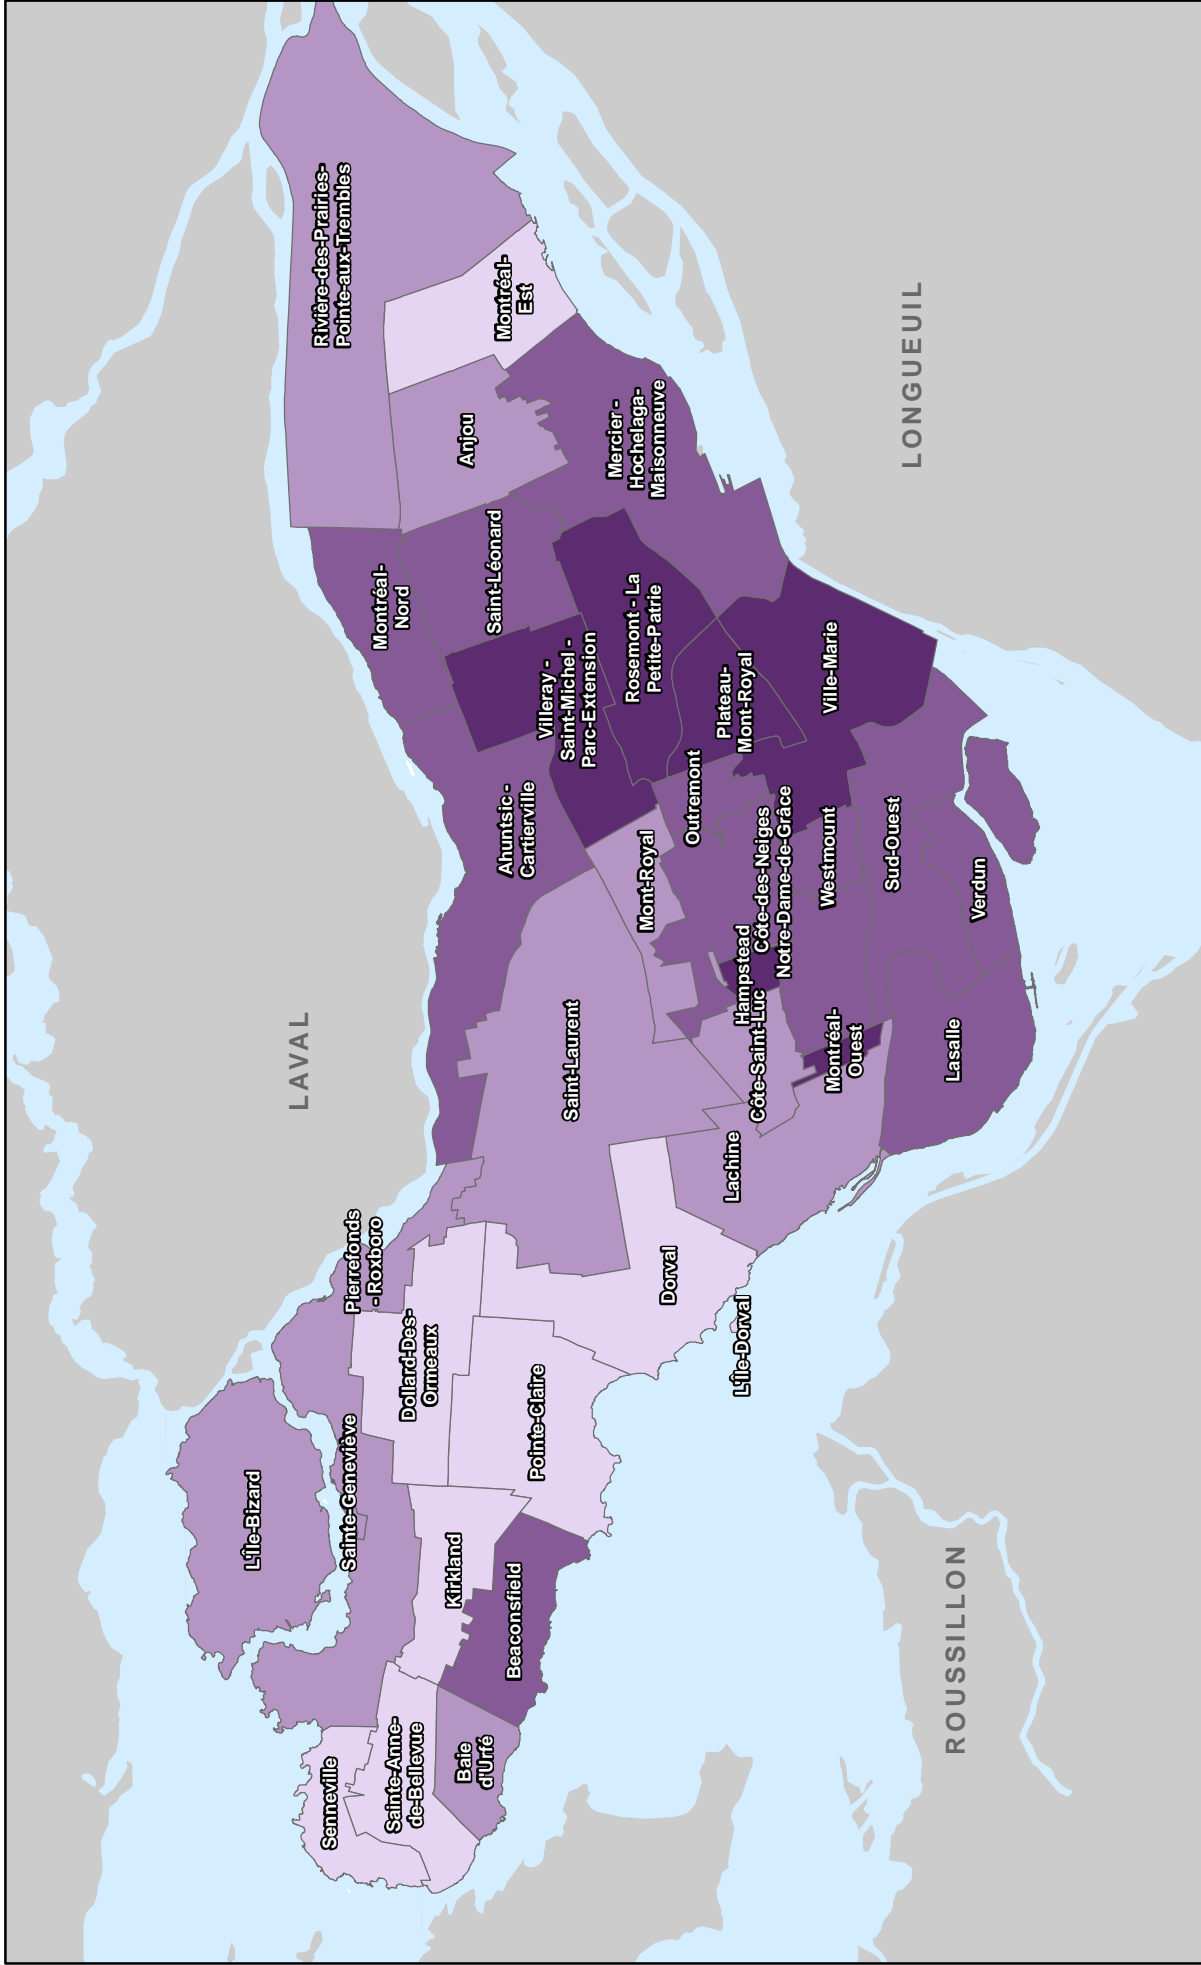 Rivière-des-Prairies-
Pointe-aux-Trembles
Montréal-
Est
Anjou
Mercier -
Hochelaga-
Maisonneuve
LONGUEUIL
Montréal-
Nord
Saint-Léonard
Villeray -
Saint-Michel -
Parc-Extension
Rosemont - La
Petite-Patrie
Plateau-
Mont-Royal
Ville-Marie
Ahuntsic -
Cartierville
Outremont
Mont-Royal
Côte-des-Neiges
Notre-Dame-de-Grâce
Westmount
Sud-Ouest
Verdun
LAVAL
Saint-Laurent
Hampstead
Côte-Saint-Luc
Montréal-
Ouest
Lasalle
Lachine
Pierrefonds
- Roxboro
Dollard-Des-
Ormeaux
Dorval
L'Île-Dorval
Pointe-Claire
L'Île-Bizard
Sainte-Geneviève
Kirkland
Beaconsfield
ROUSSILLON
Senneville
Sainte-Anne-
de-Bellevue
Baie
d'Urfé